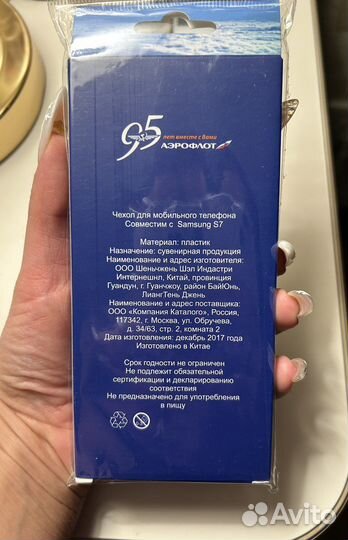 95
лет вместе с Вами
АЭРОФЛОТ
Чехол для мобильного телефона
Совместим с Samsung S7
Материал: пластик
Назначение: сувенирная продукция
Наименование и адрес изготовителя:
ООО Шеньчжень Шэл Индастри
Интернешнл, Китай, провинция
Гуандун, г. Гуанчжоу, район БайЮнь,
ЛиангТень Джень
Наименование и адрес поставщика:
ООО «Компания Каталого», Россия,
117342, г. Москва, ул. Обручева,
д. 34/63, стр. 2, комната 2
Дата изготовления: декабрь 2017 года
Изготовлено в Китае
Срок годности не ограничен
Не подлежит обязательной
сертификации и декларированию
соответствия
Не предназначено для употребления
в пищу
Avito